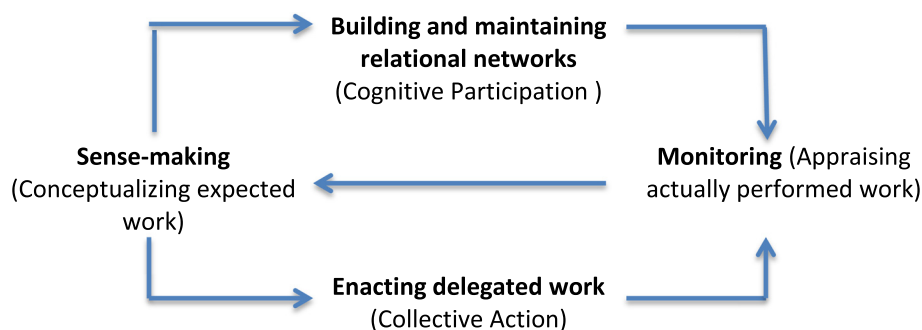 Building and maintaining
relational networks
(Cognitive Participation )
Sense-making
(Conceptualizing expected
work)
Monitoring (Appraising
actually performed work)
Enacting delegated work
(Collective Action)